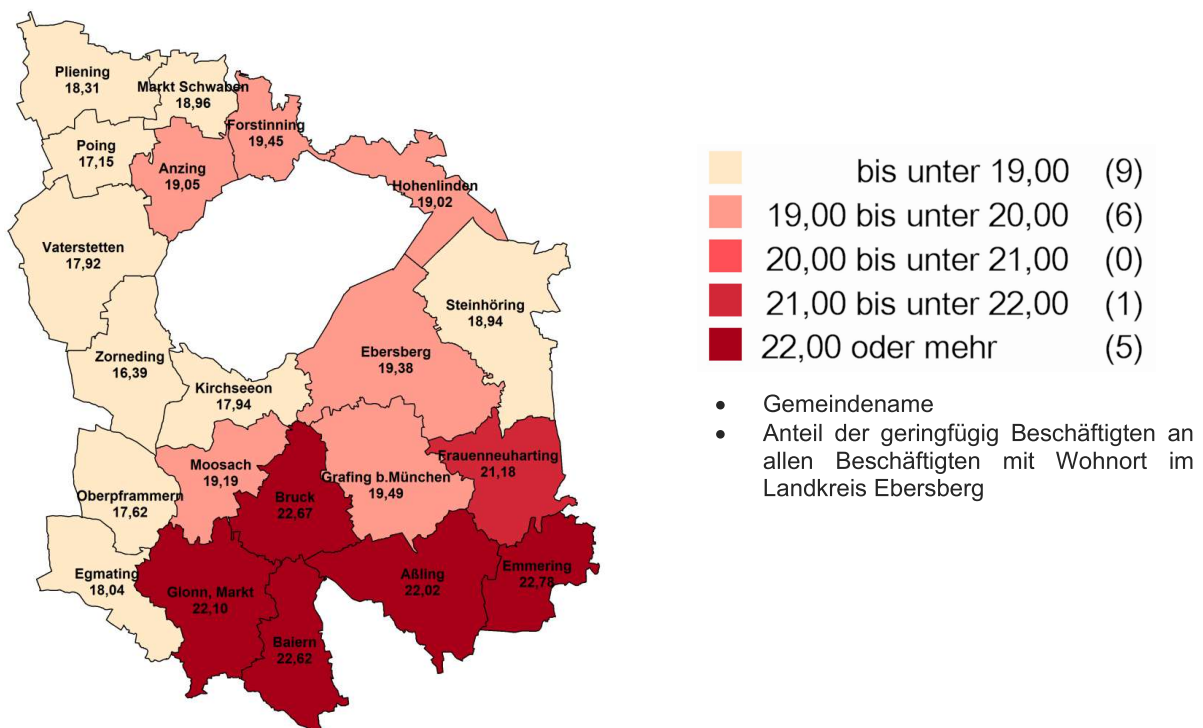 Pliening
18,31
Markt Schwaben
18,96
Forstinning
19,45
Poing
17,15
Anzing
19,05
Hohenlinden
19,02
Vaterstetten
17,92
Steinhöring
18,94
Zorneding
16,39
Ebersberg
19,38
Kirchseeon
17,94
Moosach
19,19
Grafing b.München
19,49
Frauenneuharting
21,18
Oberpframmern
17,62
Bruck
22,67
Egmating
18,04
Glonn, Markt
22,10
Aßling
22,02
Emmering
22,78
Baiern
22,62
bis unter 19,00 (9)
19,00 bis unter 20,00 (6)
20,00 bis unter 21,00 (0)
21,00 bis unter 22,00 (1)
22,00 oder mehr (5)
• Gemeindename
• Anteil der geringfügig Beschäftigten an
allen Beschäftigten mit Wohnort im
Landkreis Ebersberg